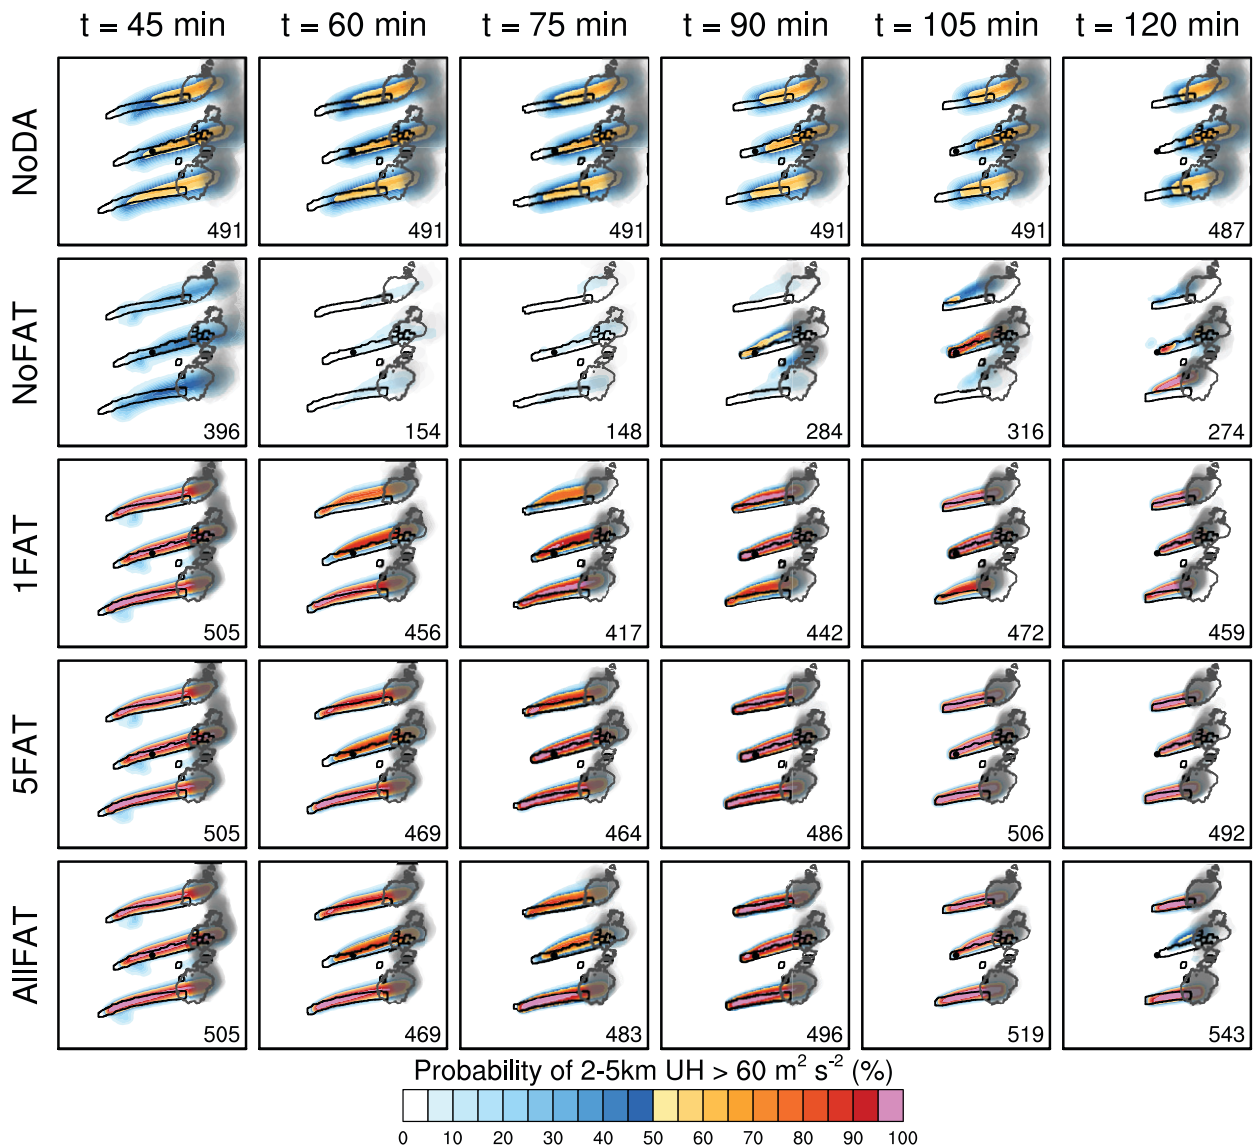 t = 45 min t = 60 min t = 75 min t = 90 min t = 105 min t = 120 min
NoDA
491 491 491 491 491 487
NoFAT
396 154 148 284 316 274
1FAT
505 456 417 442 472 459
5FAT
505 469 464 486 506 492
AllFAT
505 469 483 496 519 543
Probability of 2-5km UH > 60 m² s⁻² (%)
0 10 20 30 40 50 60 70 80 90 100